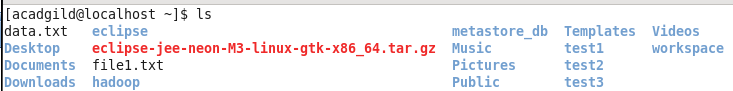 [acadgild@localhost ~]$ ls
data.txt eclipse metastore_db Templates Videos
Desktop eclipse-jee-neon-M3-linux-gtk-x86_64.tar.gz Music test1 workspace
Documents file1.txt Pictures test2
Downloads hadoop Public test3